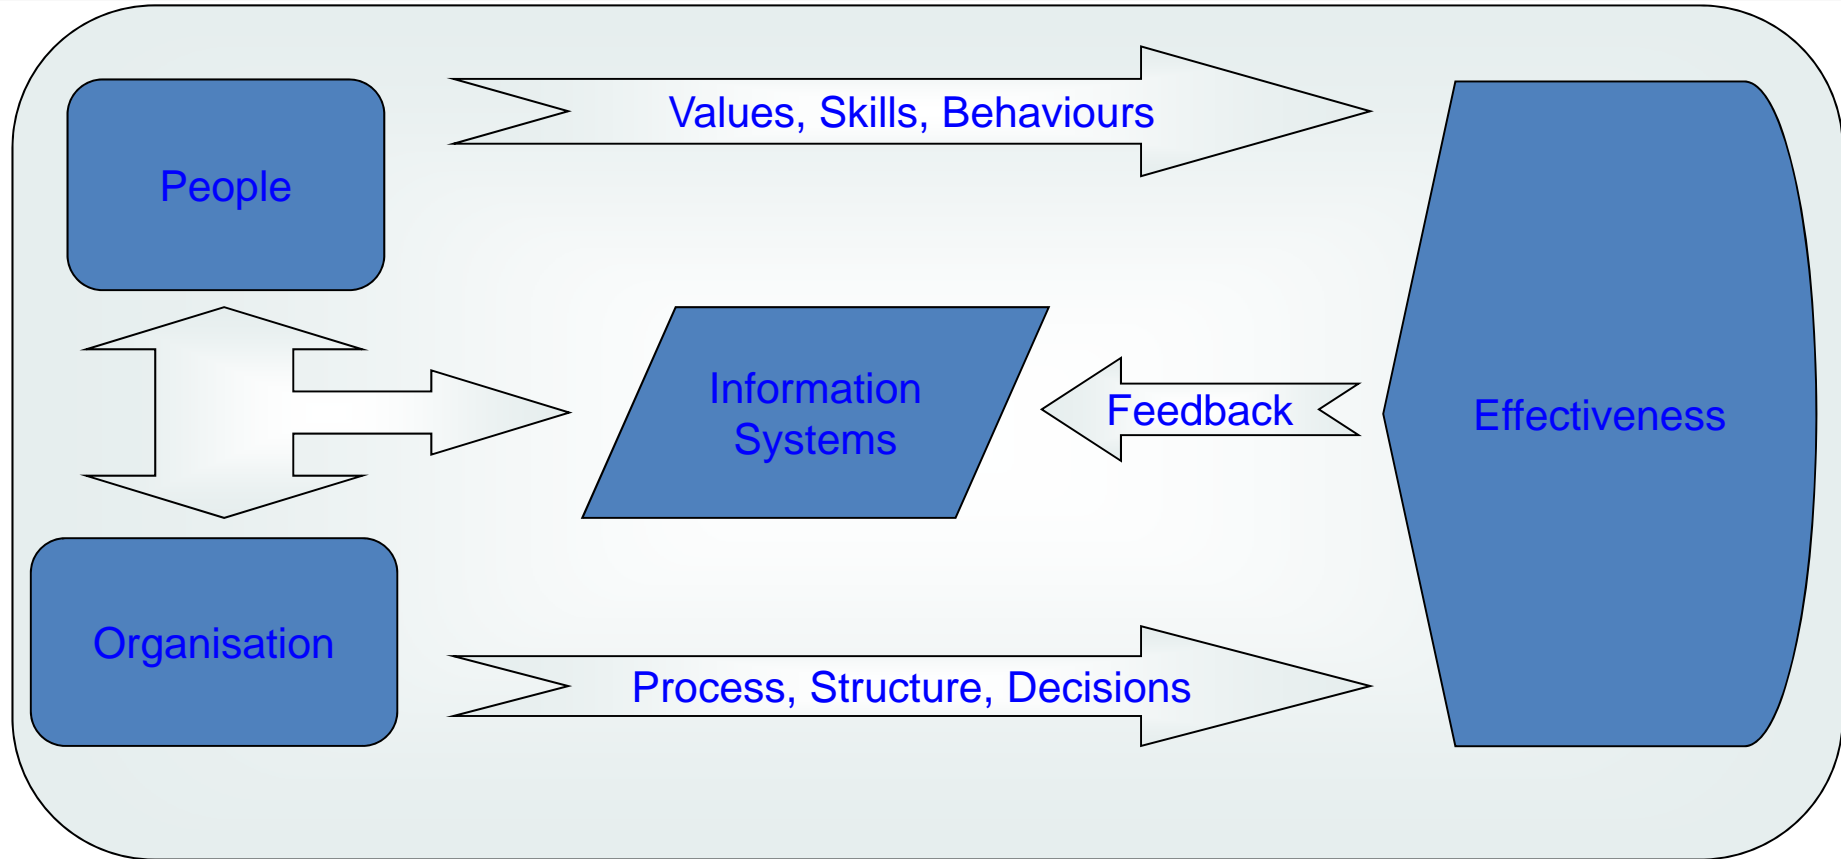 Values, Skills, Behaviours
People
Information
Systems
Feedback
Effectiveness
Organisation
Process, Structure, Decisions